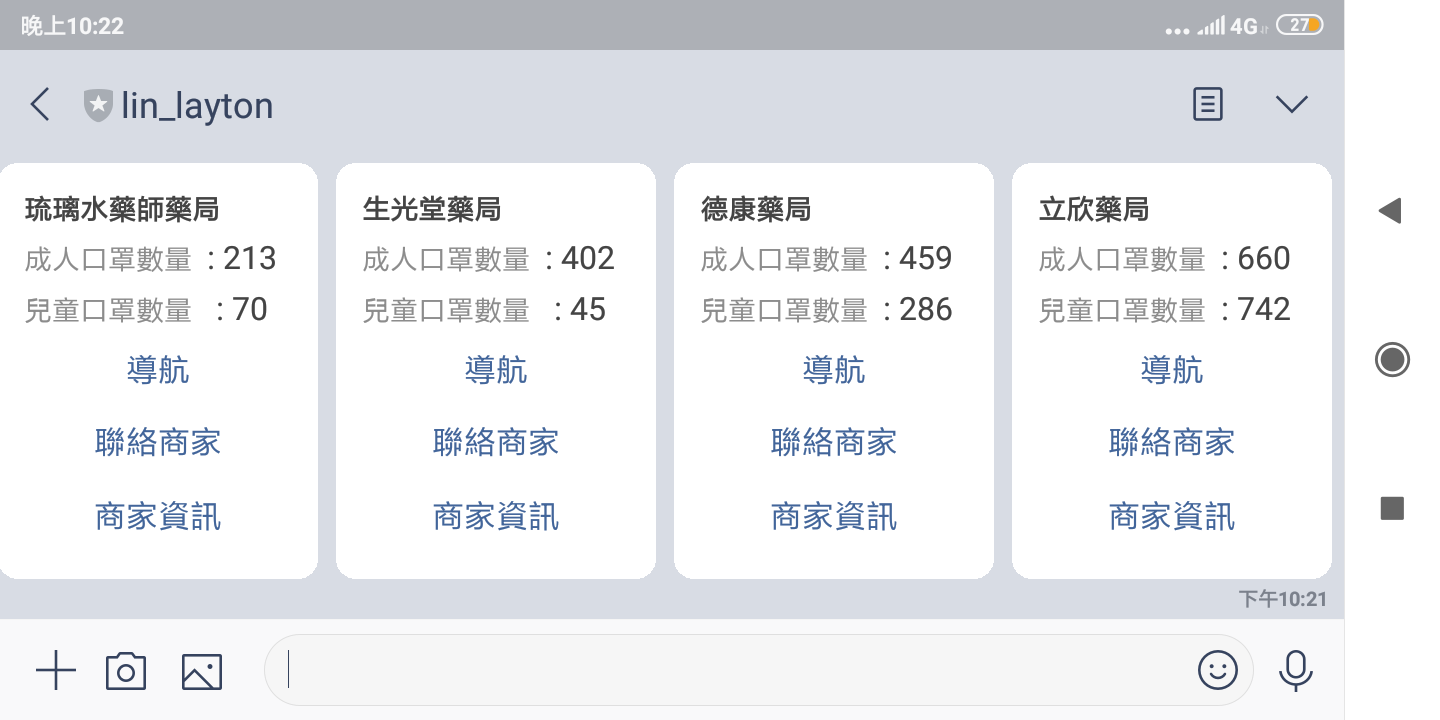 晚上10:22
4G
27
lin_layton
琉璃水藥師藥局
成人口罩數量 : 213
兒童口罩數量 : 70
導航
聯絡商家
商家資訊
生光堂藥局
成人口罩數量 : 402
兒童口罩數量 : 45
導航
聯絡商家
商家資訊
德康藥局
成人口罩數量 : 459
兒童口罩數量 : 286
導航
聯絡商家
商家資訊
立欣藥局
成人口罩數量 : 660
兒童口罩數量 : 742
導航
聯絡商家
商家資訊
下午10:21